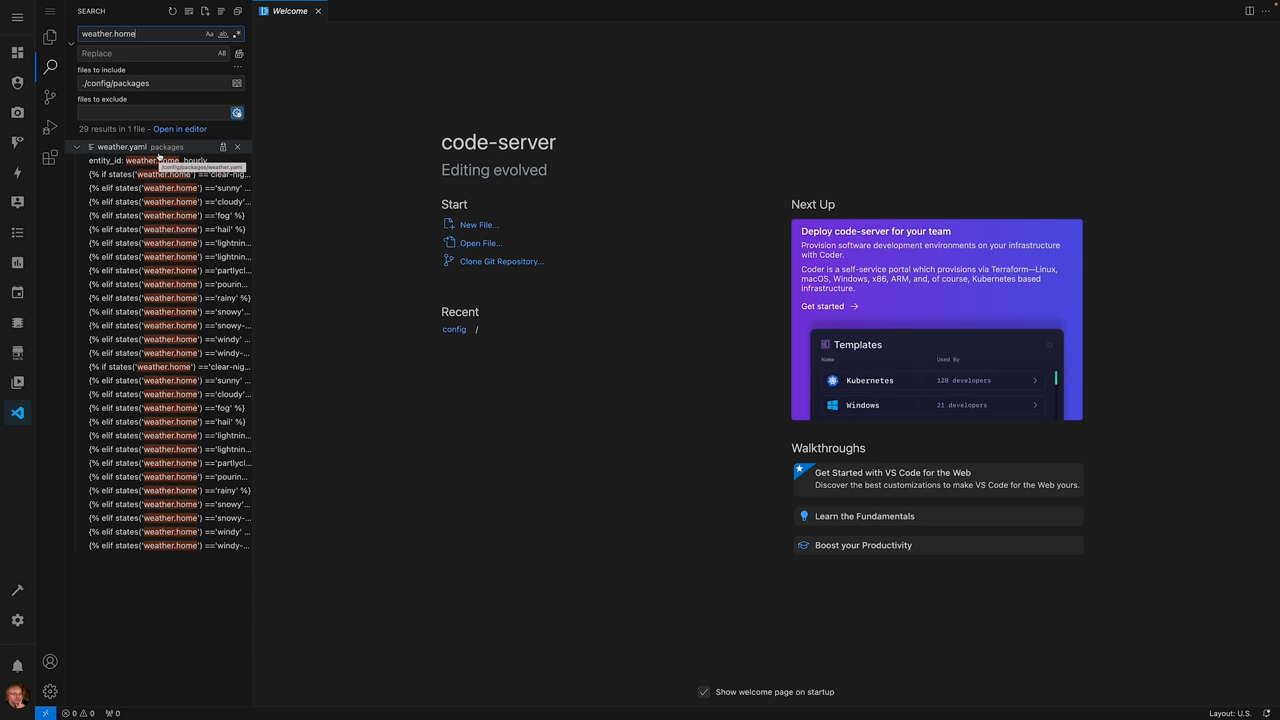 SEARCH
weather.home
Aa
ab
Replace
AB
files to include
./config/packages
files to exclude
29 results in 1 file - Open in editor
weather.yaml packages
entity_id: weather.home_hourly
/config/packages/weather.yaml
{% if states('weather.home') =='clear-nig...
{% elif states('weather.home') =='sunny' ...
{% elif states('weather.home') =='cloudy'...
{% elif states('weather.home') =='fog' %}
{% elif states('weather.home') =='hail' %}
{% elif states('weather.home') =='lightnin...
{% elif states('weather.home') =='lightnin...
{% elif states('weather.home') =='partlycl...
{% elif states('weather.home') =='pourin...
{% elif states('weather.home') =='rainy' %}
{% elif states('weather.home') =='snowy'...
{% elif states('weather.home') =='snowy-...
{% elif states('weather.home') =='windy' ...
{% elif states('weather.home') =='windy-...
{% if states('weather.home') =='clear-nig...
{% elif states('weather.home') =='sunny' ...
{% elif states('weather.home') =='cloudy'...
{% elif states('weather.home') =='fog' %}
{% elif states('weather.home') =='hail' %}
{% elif states('weather.home') =='lightnin...
{% elif states('weather.home') =='lightnin...
{% elif states('weather.home') =='partlycl...
{% elif states('weather.home') =='pourin...
{% elif states('weather.home') =='rainy' %}
{% elif states('weather.home') =='snowy'...
{% elif states('weather.home') =='snowy-...
{% elif states('weather.home') =='windy' ...
{% elif states('weather.home') =='windy-...
Welcome
code-server
Editing evolved
Start
New File...
Open File...
Clone Git Repository...
Recent
config /
Next Up
Deploy code-server for your team
Provision software development environments on your infrastructure
with Coder.
Coder is a self-service portal which provisions via Terraform—Linux,
macOS, Windows, x86, ARM, and, of course, Kubernetes based
infrastructure.
Get started
Templates
Name Used By
Kubernetes 128 developers
Windows 21 developers
Walkthroughs
Get Started with VS Code for the Web
Discover the best customizations to make VS Code for the Web yours.
Learn the Fundamentals
Boost your Productivity
Show welcome page on startup
0 0 0
Layout: U.S.